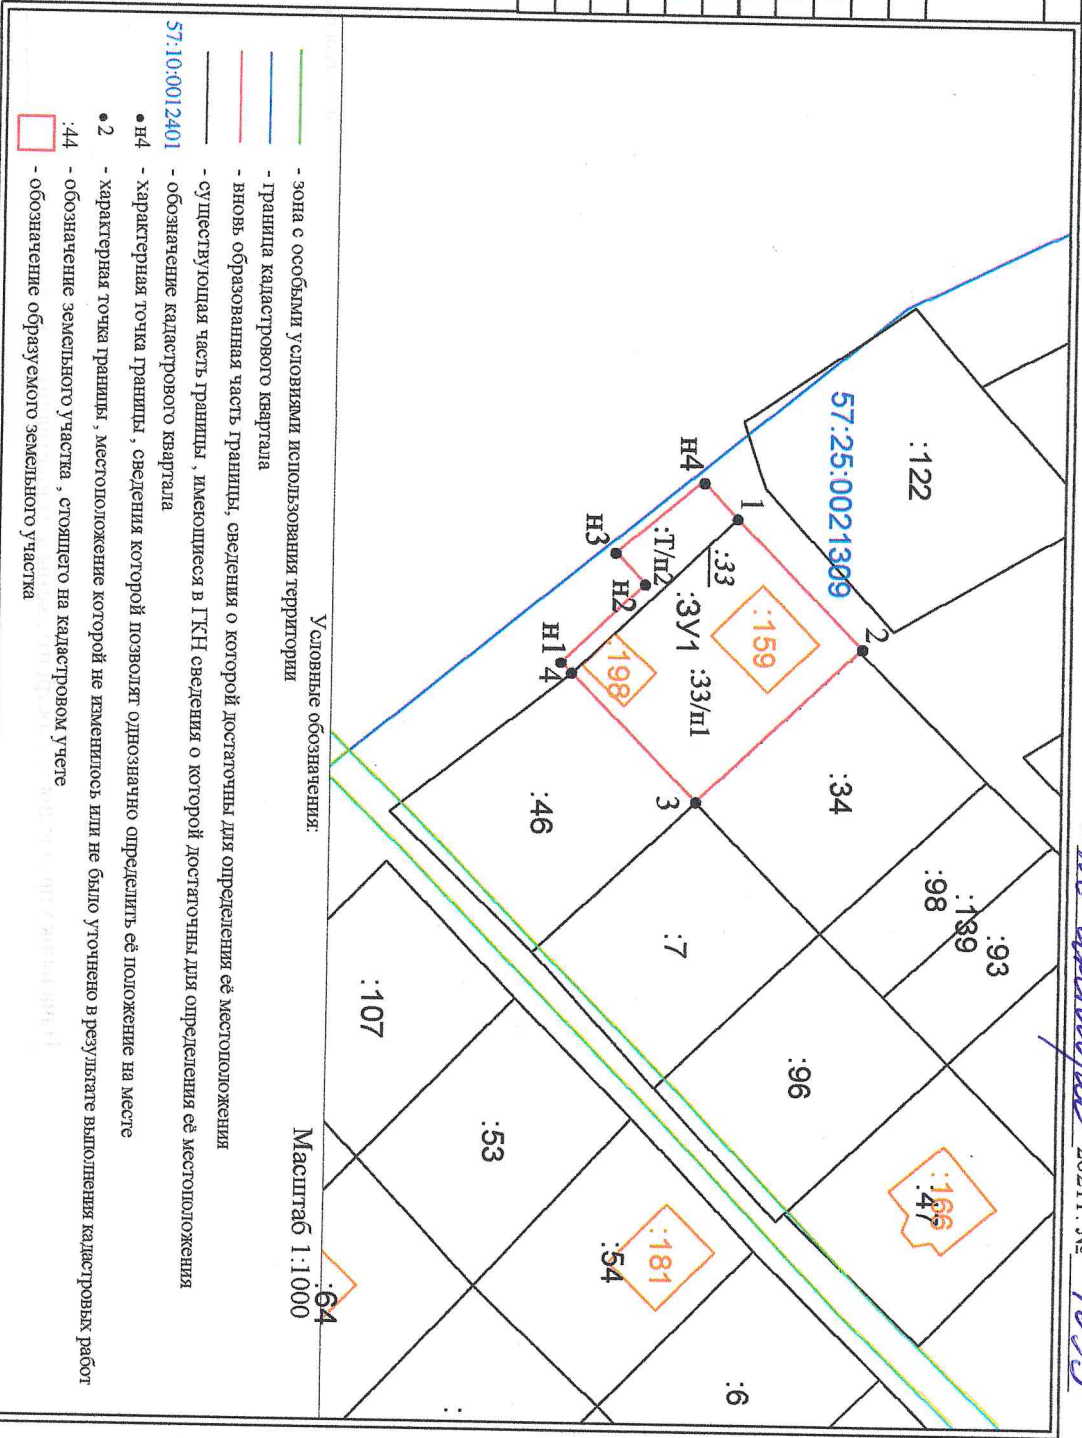 2021 г. №
:122
57:25:0021309
н4
1
:Т/п2
н3
н2
:33
:ЗУ1
:33/п1
:159
2
н1
4
:198
3
:34
:46
:7
:98
:139
:93
:96
:107
:53
:166
:47
:181
:54
:64
:6
:
Масштаб 1:1000
Условные обозначения:
- зона с особыми условиями использования территории
- граница кадастрового квартала
- вновь образованная часть границы, сведения о которой достаточны для определения её местоположения
- существующая часть границы , имеющиеся в ГКН сведения о которой достаточны для определения её местоположения
57:10:0012401 - обозначение кадастрового квартала
•н4 - характерная точка границы , сведения которой позволят однозначно определить её положение на месте
•2 - характерная точка границы , местоположение которой не изменилось или не было уточнено в результате выполнения кадастровых работ
:44 - обозначение земельного участка , стоящего на кадастровом учете
- обозначение образуемого земельного участка